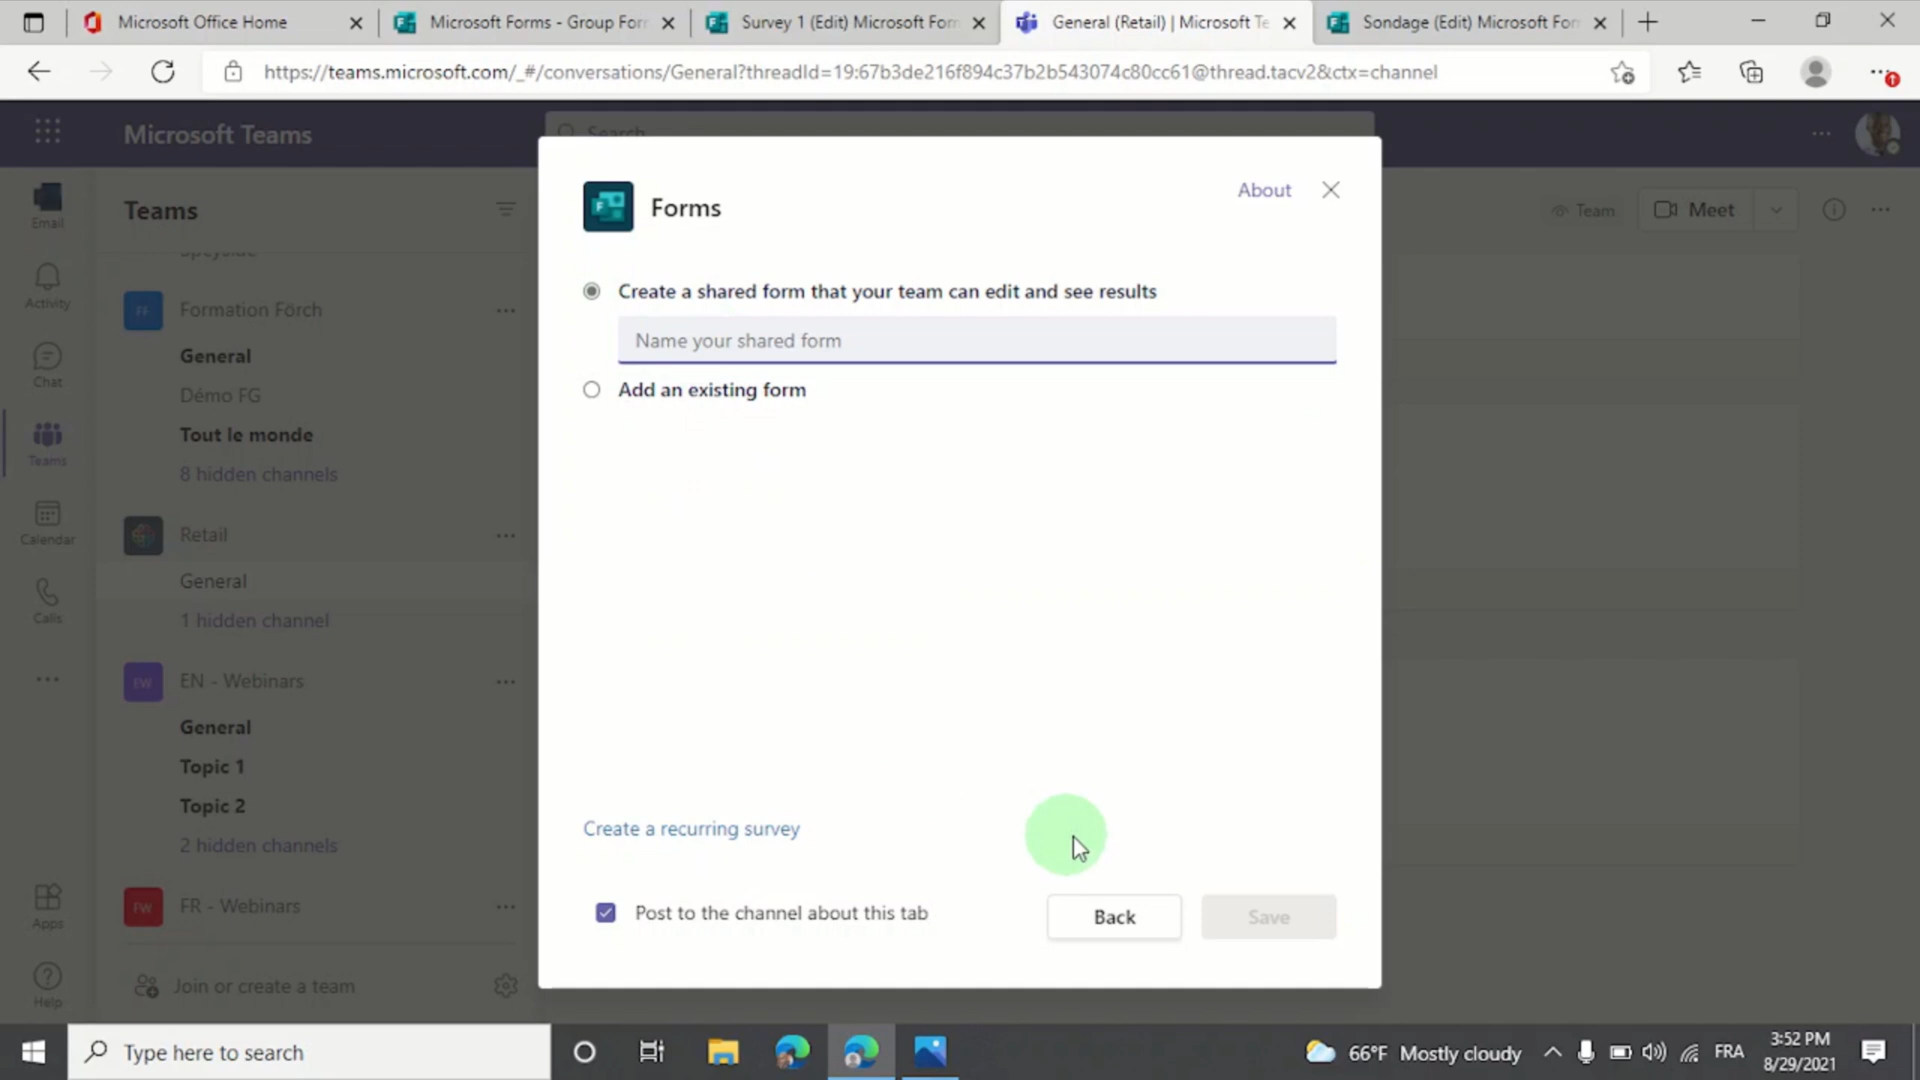 Microsoft Office Home
Microsoft Forms - Group For
Survey 1 (Edit) Microsoft Fo
General (Retail) | Microsoft Te
Sondage (Edit) Microsoft For
https://teams.microsoft.com/_#/conversations/General?threadId=19:67b3de216f894c37b2b543074c80cc61@thread.tacv2&ctx=channel
Microsoft Teams
Search
Email
Activity
Chat
Teams
Calendar
Calls
Apps
Help
Teams
Speyside
FF
Formation Förch
General
Démo FG
Tout le monde
8 hidden channels
Retail
General
1 hidden channel
EW
EN - Webinars
General
Topic 1
Topic 2
2 hidden channels
FW
FR - Webinars
Join or create a team
Team
Meet
Forms
About
Create a shared form that your team can edit and see results
Name your shared form
Add an existing form
Create a recurring survey
Post to the channel about this tab
Back
Save
Type here to search
66°F Mostly cloudy
FRA
3:52 PM
8/29/2021